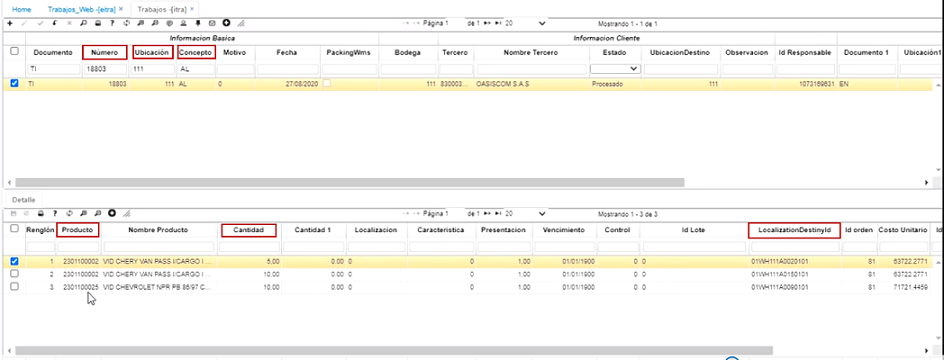 Home Trabajos_Web -[eitra] × Trabajos -[itra] ×
Página 1 de 1 20 Mostrando 1 - 1 de 1
Informacion Basica Informacion Cliente
Documento Número Ubicación Concepto Motivo Fecha PackingWms Bodega Tercero Nombre Tercero Estado UbicacionDestino Observacion Id Responsable Documento 1 Ubicación1
TI 18803 111 AL
TI 18803 111 AL 0 27/08/2020 111 830003... OASISCOM S.A.S Procesado 111 1073169631 EN
Detalle
Página 1 de 1 20 Mostrando 1 - 3 de 3
Renglón Producto Nombre Producto Cantidad Cantidad 1 Localizacion Caracteristica Presentacion Vencimiento Control Id Lote LocalizationDestinyId Id orden Costo Unitario Id
1 2301100002 VID CHERY VAN PASS I/CARGO I ... 5.00 0.00 0 0 1.00 01/01/1900 0 0 01WH111A0020101 81 63722.2771
2 2301100002 VID CHERY VAN PASS I/CARGO I ... 10.00 0.00 0 0 1.00 01/01/1900 0 0 01WH111A0150101 81 63722.2771
3 2301100025 VID CHEVROLET NPR PB 85/97 C... 10.00 0.00 0 0 1.00 01/01/1900 0 0 01WH111A0090101 81 71721.4459